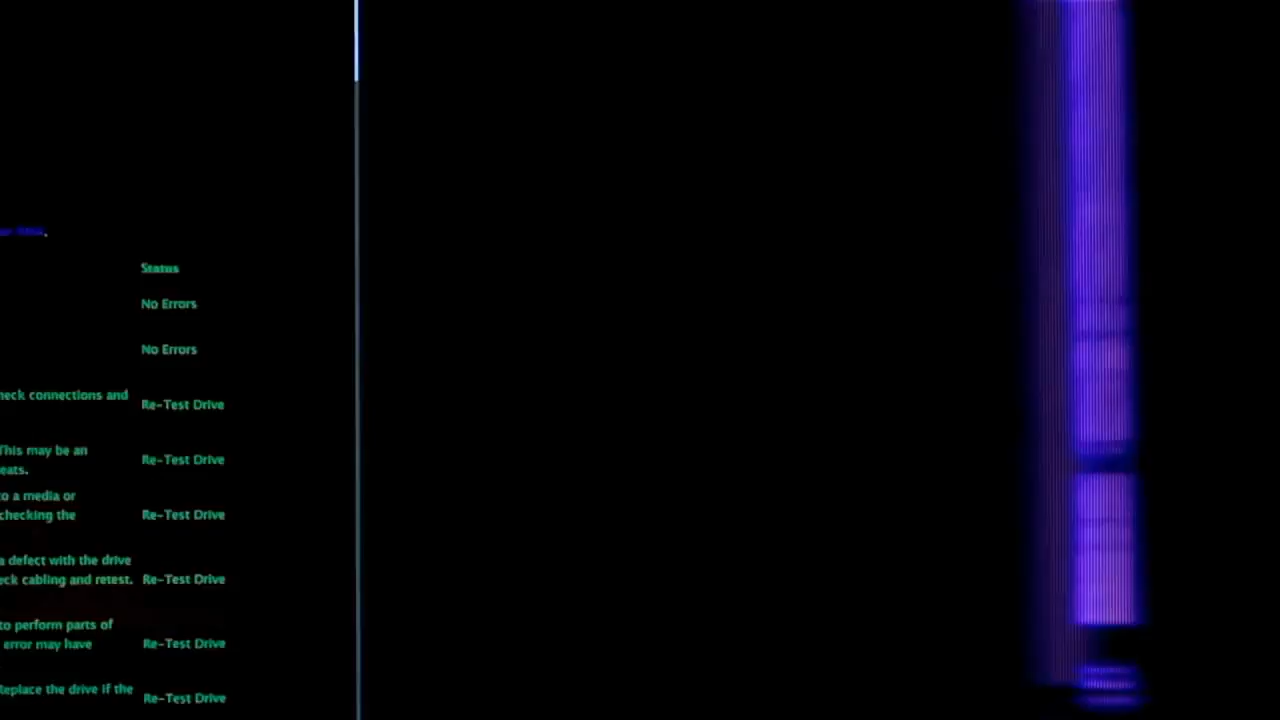 Status
No Errors
No Errors
heck connections and
Re-Test Drive
This may be an
Re-Test Drive
eats.
to a media or
checking the
Re-Test Drive
a defect with the drive
eck cabling and retest.
Re-Test Drive
to perform parts of
error may have
Re-Test Drive
Replace the drive if the
Re-Test Drive